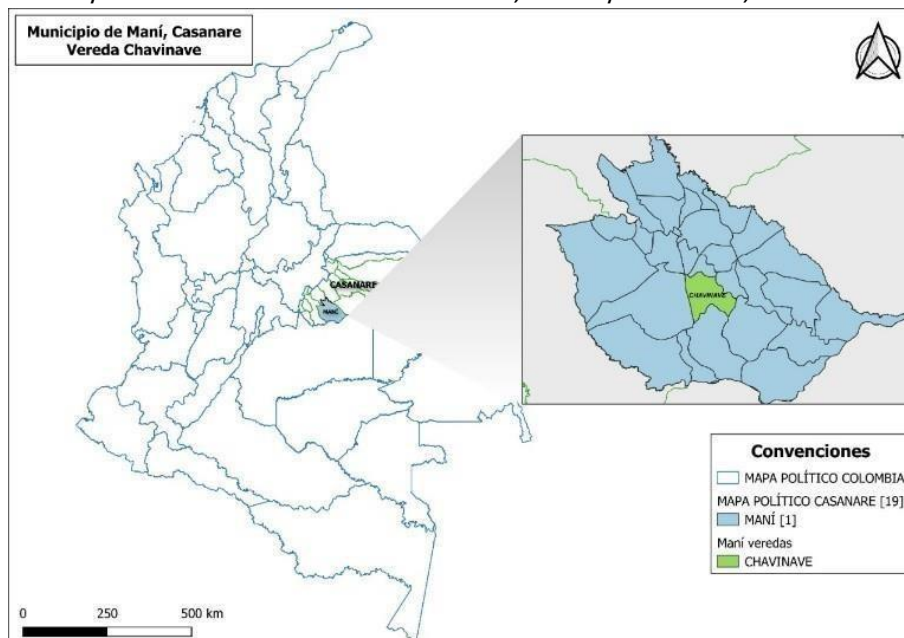 Municipio de Maní, Casanare
Vereda Chavinave
CASANARE
MANÍ
CHAVINAVE
Convenciones
MAPA POLÍTICO COLOMBIA
MAPA POLÍTICO CASANARE [19]
MANÍ [1]
Maní veredas
CHAVINAVE
0 250 500 km